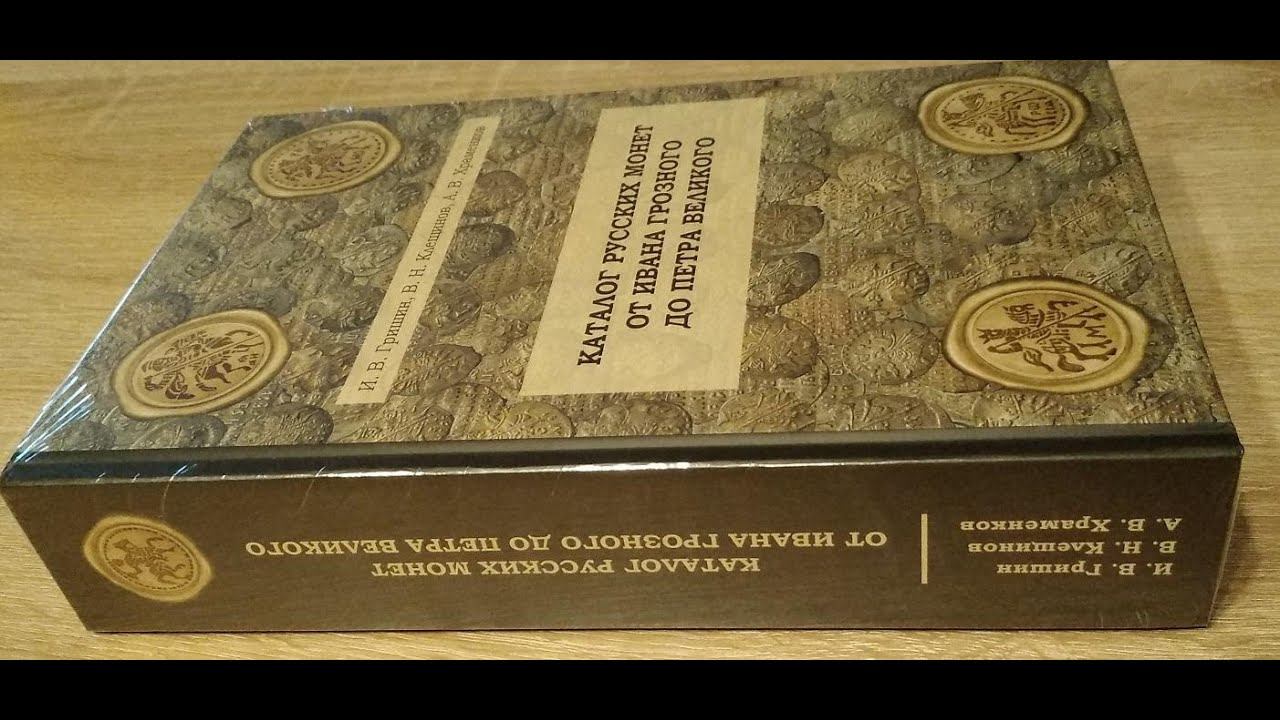 И. В. Гришин, В. Н. Клещинов, А. В. Храменков
КАТАЛОГ РУССКИХ МОНЕТ
ОТ ИВАНА ГРОЗНОГО
ДО ПЕТРА ВЕЛИКОГО
И. В. Гришин
В. Н. Клещинов
А. В. Храменков
КАТАЛОГ РУССКИХ МОНЕТ
ОТ ИВАНА ГРОЗНОГО ДО ПЕТРА ВЕЛИКОГО